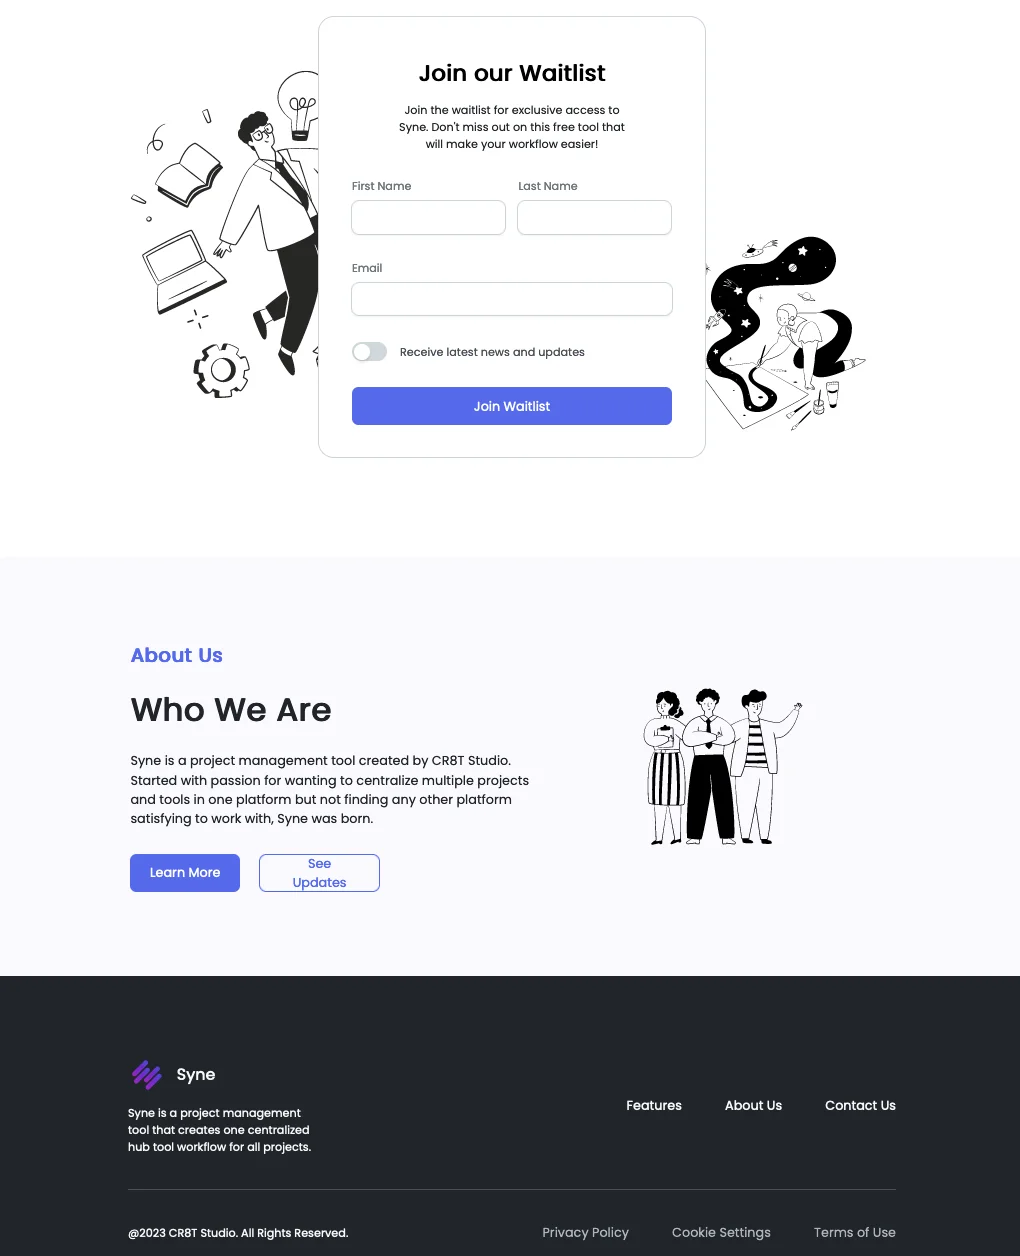 Join our Waitlist
Join the waitlist for exclusive access to
Syne. Don't miss out on this free tool that
will make your workflow easier!
First Name
Last Name
Email
Receive latest news and updates
Join Waitlist
About Us
Who We Are
Syne is a project management tool created by CR8T Studio.
Started with passion for wanting to centralize multiple projects
and tools in one platform but not finding any other platform
satisfying to work with, Syne was born.
Learn More
See
Updates
Syne
Syne is a project management
tool that creates one centralized
hub tool workflow for all projects.
Features
About Us
Contact Us
@2023 CR8T Studio. All Rights Reserved.
Privacy Policy
Cookie Settings
Terms of Use